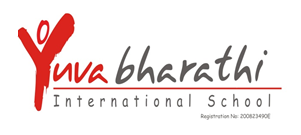 Yuva bharathi
International School
Registration No: 200823490E